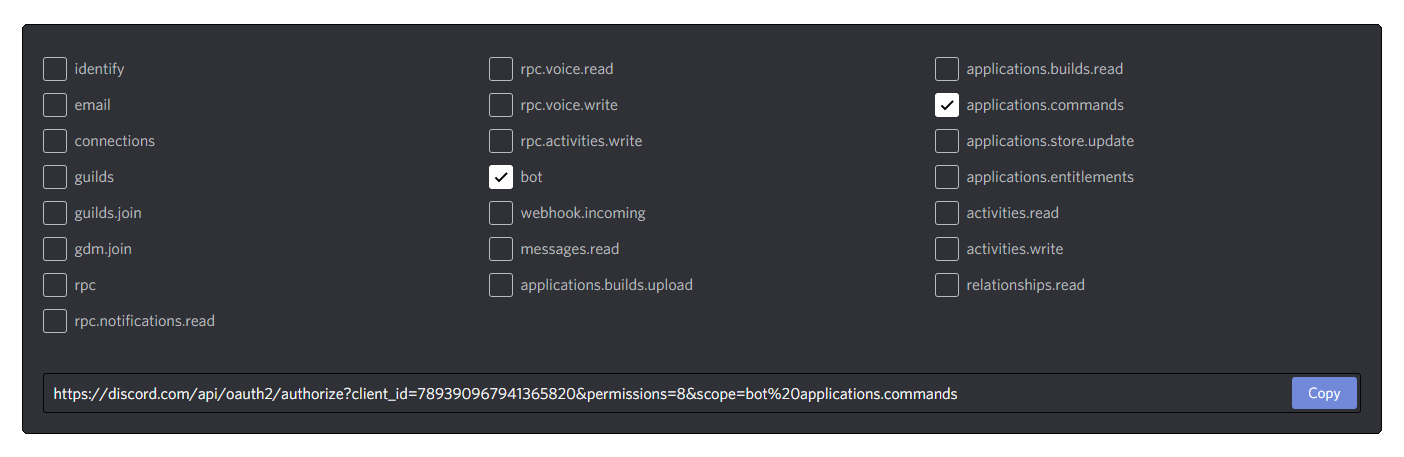 identify
email
connections
guilds
guilds.join
gdm.join
rpc
rpc.notifications.read
rpc.voice.read
rpc.voice.write
rpc.activities.write
bot
webhook.incoming
messages.read
applications.builds.upload
applications.builds.read
applications.commands
applications.store.update
applications.entitlements
activities.read
activities.write
relationships.read
https://discord.com/api/oauth2/authorize?client_id=789390967941365820&permissions=8&scope=bot%20applications.commands
Copy